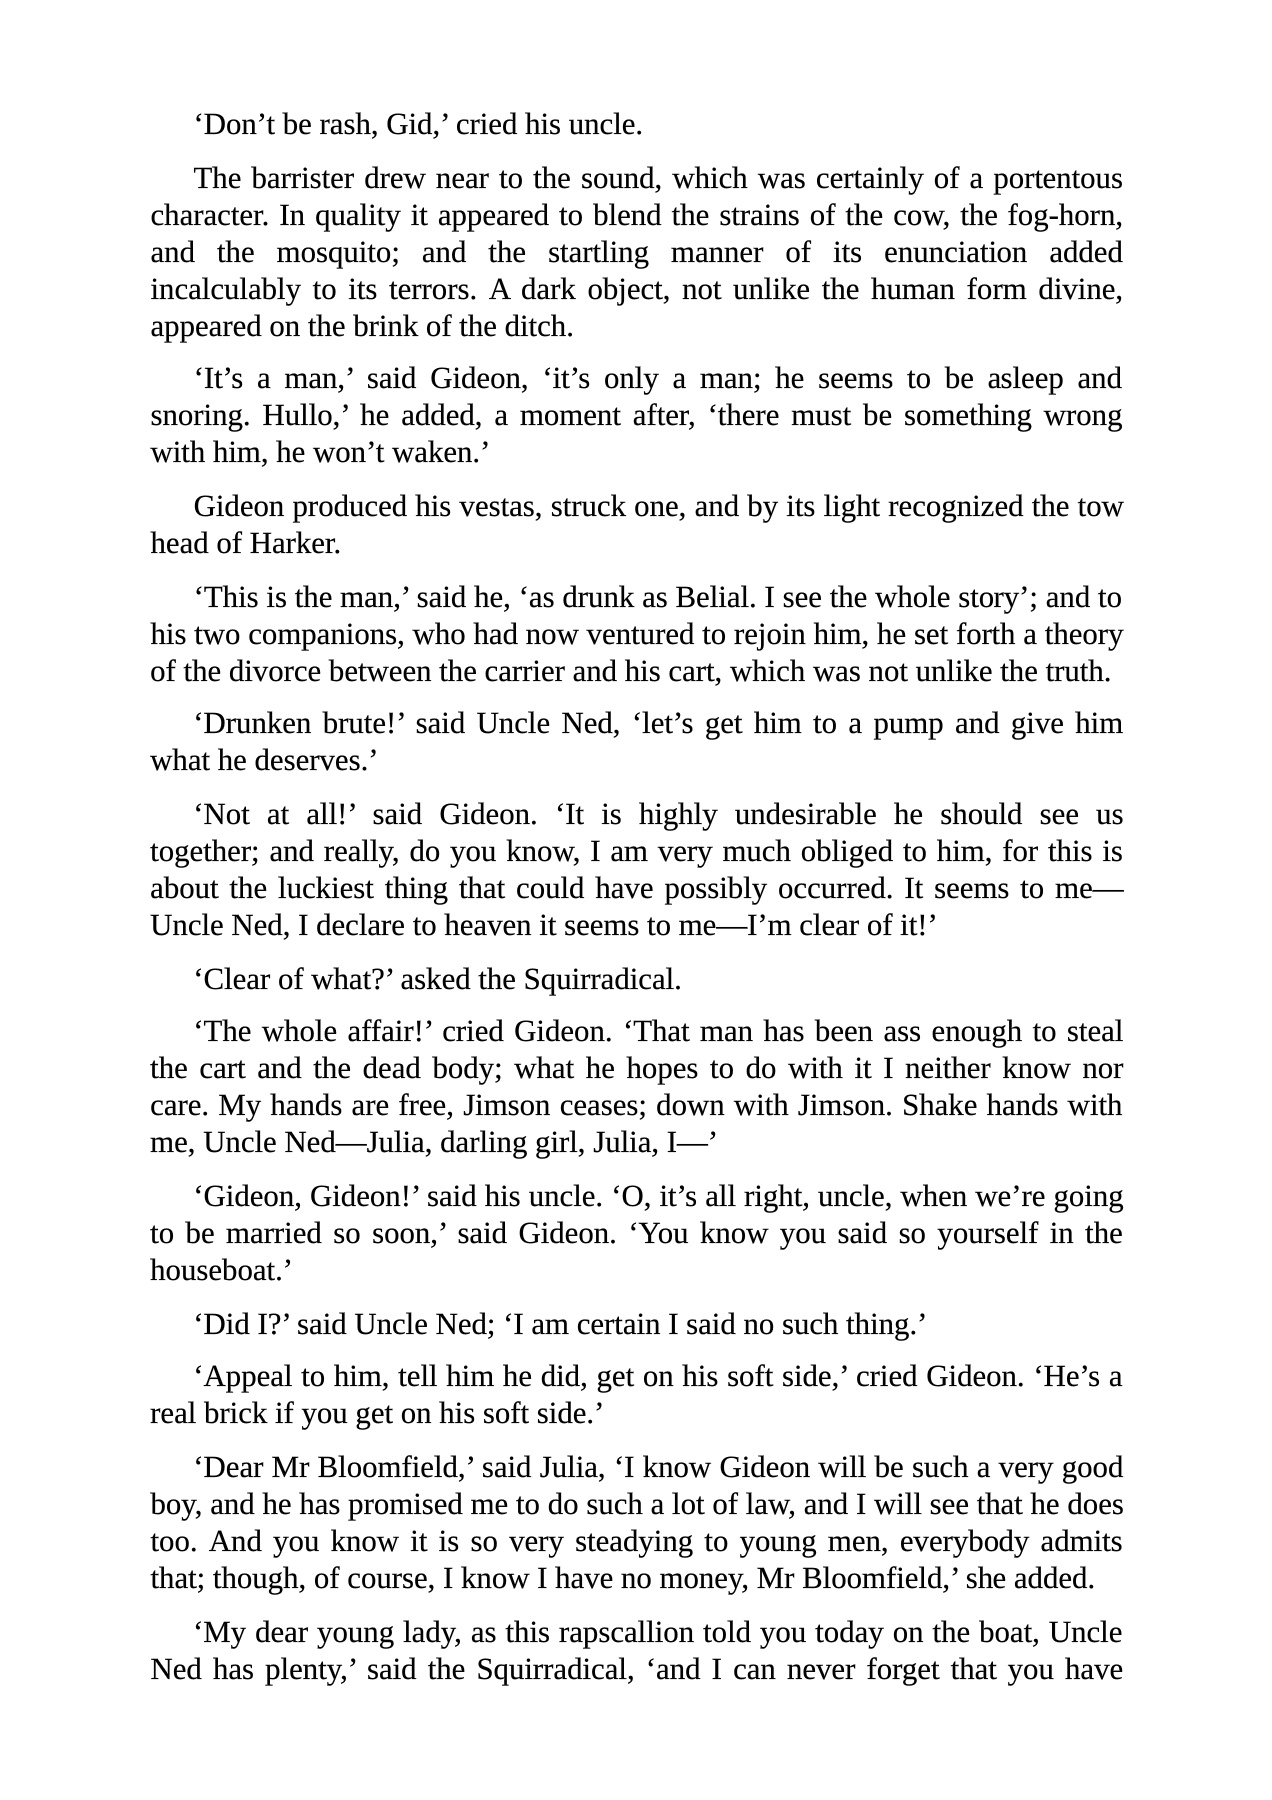 ‘Don’t be rash, Gid,’ cried his uncle.
The barrister drew near to the sound, which was certainly of a portentous
character. In quality it appeared to blend the strains of the cow, the fog-horn,
and the mosquito; and the startling manner of its enunciation added
incalculably to its terrors. A dark object, not unlike the human form divine,
appeared on the brink of the ditch.
‘It’s a man,’ said Gideon, ‘it’s only a man; he seems to be asleep and
snoring. Hullo,’ he added, a moment after, ‘there must be something wrong
with him, he won’t waken.’
Gideon produced his vestas, struck one, and by its light recognized the tow
head of Harker.
‘This is the man,’ said he, ‘as drunk as Belial. I see the whole story’; and to
his two companions, who had now ventured to rejoin him, he set forth a theory
of the divorce between the carrier and his cart, which was not unlike the truth.
‘Drunken brute!’ said Uncle Ned, ‘let’s get him to a pump and give him
what he deserves.’
‘Not at all!’ said Gideon. ‘It is highly undesirable he should see us
together; and really, do you know, I am very much obliged to him, for this is
about the luckiest thing that could have possibly occurred. It seems to me—
Uncle Ned, I declare to heaven it seems to me—I’m clear of it!’
‘Clear of what?’ asked the Squirradical.
‘The whole affair!’ cried Gideon. ‘That man has been ass enough to steal
the cart and the dead body; what he hopes to do with it I neither know nor
care. My hands are free, Jimson ceases; down with Jimson. Shake hands with
me, Uncle Ned—Julia, darling girl, Julia, I—’
‘Gideon, Gideon!’ said his uncle. ‘O, it’s all right, uncle, when we’re going
to be married so soon,’ said Gideon. ‘You know you said so yourself in the
houseboat.’
‘Did I?’ said Uncle Ned; ‘I am certain I said no such thing.’
‘Appeal to him, tell him he did, get on his soft side,’ cried Gideon. ‘He’s a
real brick if you get on his soft side.’
‘Dear Mr Bloomfield,’ said Julia, ‘I know Gideon will be such a very good
boy, and he has promised me to do such a lot of law, and I will see that he does
too. And you know it is so very steadying to young men, everybody admits
that; though, of course, I know I have no money, Mr Bloomfield,’ she added.
‘My dear young lady, as this rapscallion told you today on the boat, Uncle
Ned has plenty,’ said the Squirradical, ‘and I can never forget that you have